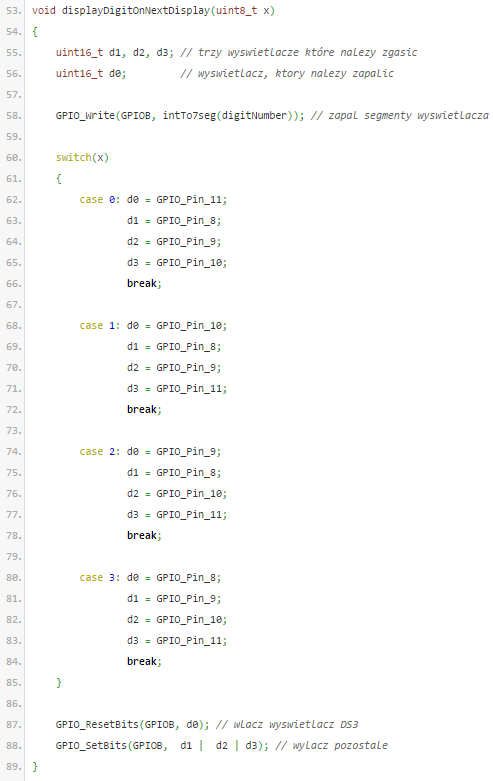 53. void displayDigitOnNextDisplay(uint8_t x)
54. {
55. uint16_t d1, d2, d3; // trzy wyswietlacze które nalezy zgasic
56. uint16_t d0; // wyswietlacz, ktory nalezy zapalic
57.
58. GPIO_Write(GPIOB, intTo7seg(digitNumber)); // zapal segmenty wyswietlacza
59.
60. switch(x)
61. {
62. case 0: d0 = GPIO_Pin_11;
63. d1 = GPIO_Pin_8;
64. d2 = GPIO_Pin_9;
65. d3 = GPIO_Pin_10;
66. break;
67.
68. case 1: d0 = GPIO_Pin_10;
69. d1 = GPIO_Pin_8;
70. d2 = GPIO_Pin_9;
71. d3 = GPIO_Pin_11;
72. break;
73.
74. case 2: d0 = GPIO_Pin_9;
75. d1 = GPIO_Pin_8;
76. d2 = GPIO_Pin_10;
77. d3 = GPIO_Pin_11;
78. break;
79.
80. case 3: d0 = GPIO_Pin_8;
81. d1 = GPIO_Pin_9;
82. d2 = GPIO_Pin_10;
83. d3 = GPIO_Pin_11;
84. break;
85. }
86.
87. GPIO_ResetBits(GPIOB, d0); // wlacz wyswietlacz DS3
88. GPIO_SetBits(GPIOB, d1 | d2 | d3); // wylacz pozostale
89. }